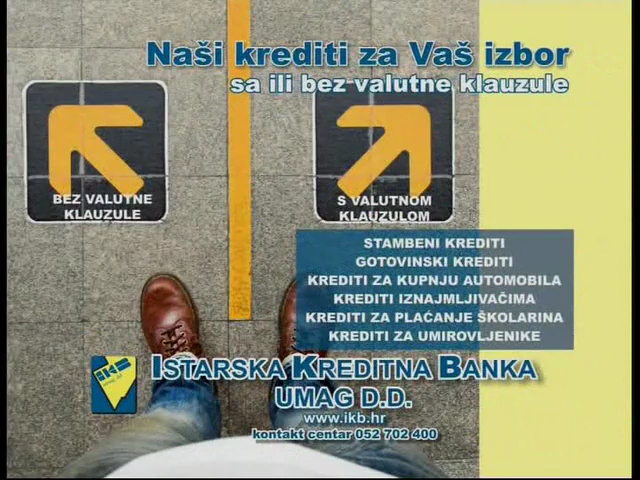 Naši krediti za Vaš izbor
sa ili bez valutne klauzule
BEZ VALUTNE
KLAUZULE
S VALUTNOM
KLAUZULOM
STAMBENI KREDITI
GOTOVINSKI KREDITI
KREDITI ZA KUPNJU AUTOMOBILA
KREDITI IZNAJMLJIVAČIMA
KREDITI ZA PLAĆANJE ŠKOLARINA
KREDITI ZA UMIROVLJENIKE
ISTARSKA KREDITNA BANKA
UMAG D.D.
www.ikb.hr
kontakt centar 052 702 400